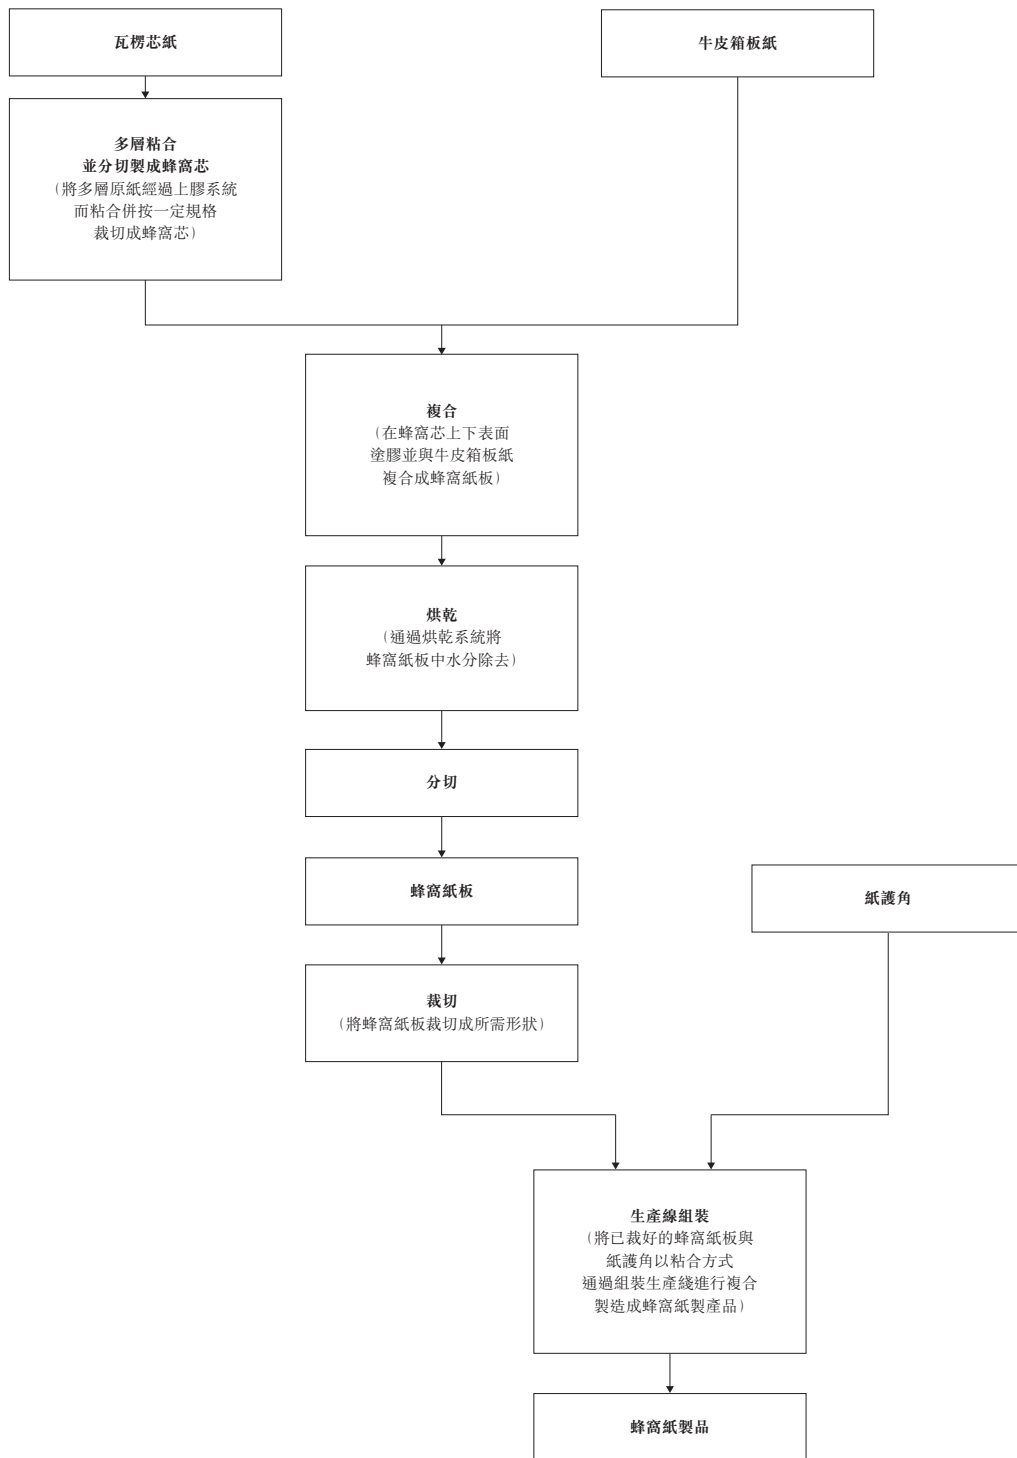 瓦楞芯紙
牛皮箱板紙
多層粘合
並分切製成蜂窩芯
（將多層原紙經過上膠系統
而粘合併按一定規格
裁切成蜂窩芯）
複合
（在蜂窩芯上下表面
塗膠並與牛皮箱板紙
複合成蜂窩紙板）
烘乾
（通過烘乾系統將
蜂窩紙板中水分除去）
分切
蜂窩紙板
紙護角
裁切
（將蜂窩紙板裁切成所需形狀）
生產線組裝
（將已裁好的蜂窩紙板與
紙護角以粘合方式
通過組裝生產綫進行複合
製造成蜂窩紙製產品）
蜂窩紙製品